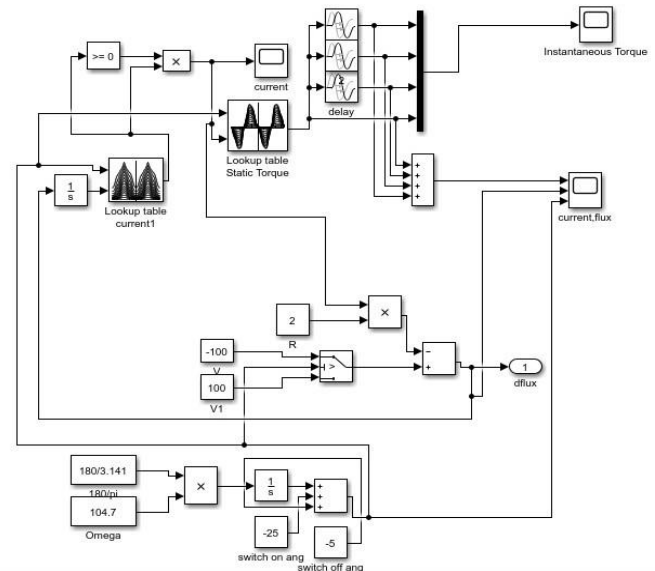 Instantaneous Torque
>= 0
×
current
2
delay
Lookup table
Static Torque
1
s
Lookup table
current1
+
+
+
+
current,flux
2
R
×
-100
V
100
V1
>
−
+
1
dflux
180/3.141
180/pi
104.7
Omega
×
1
s
+
+
+
-25
switch on ang
-5
switch off ang